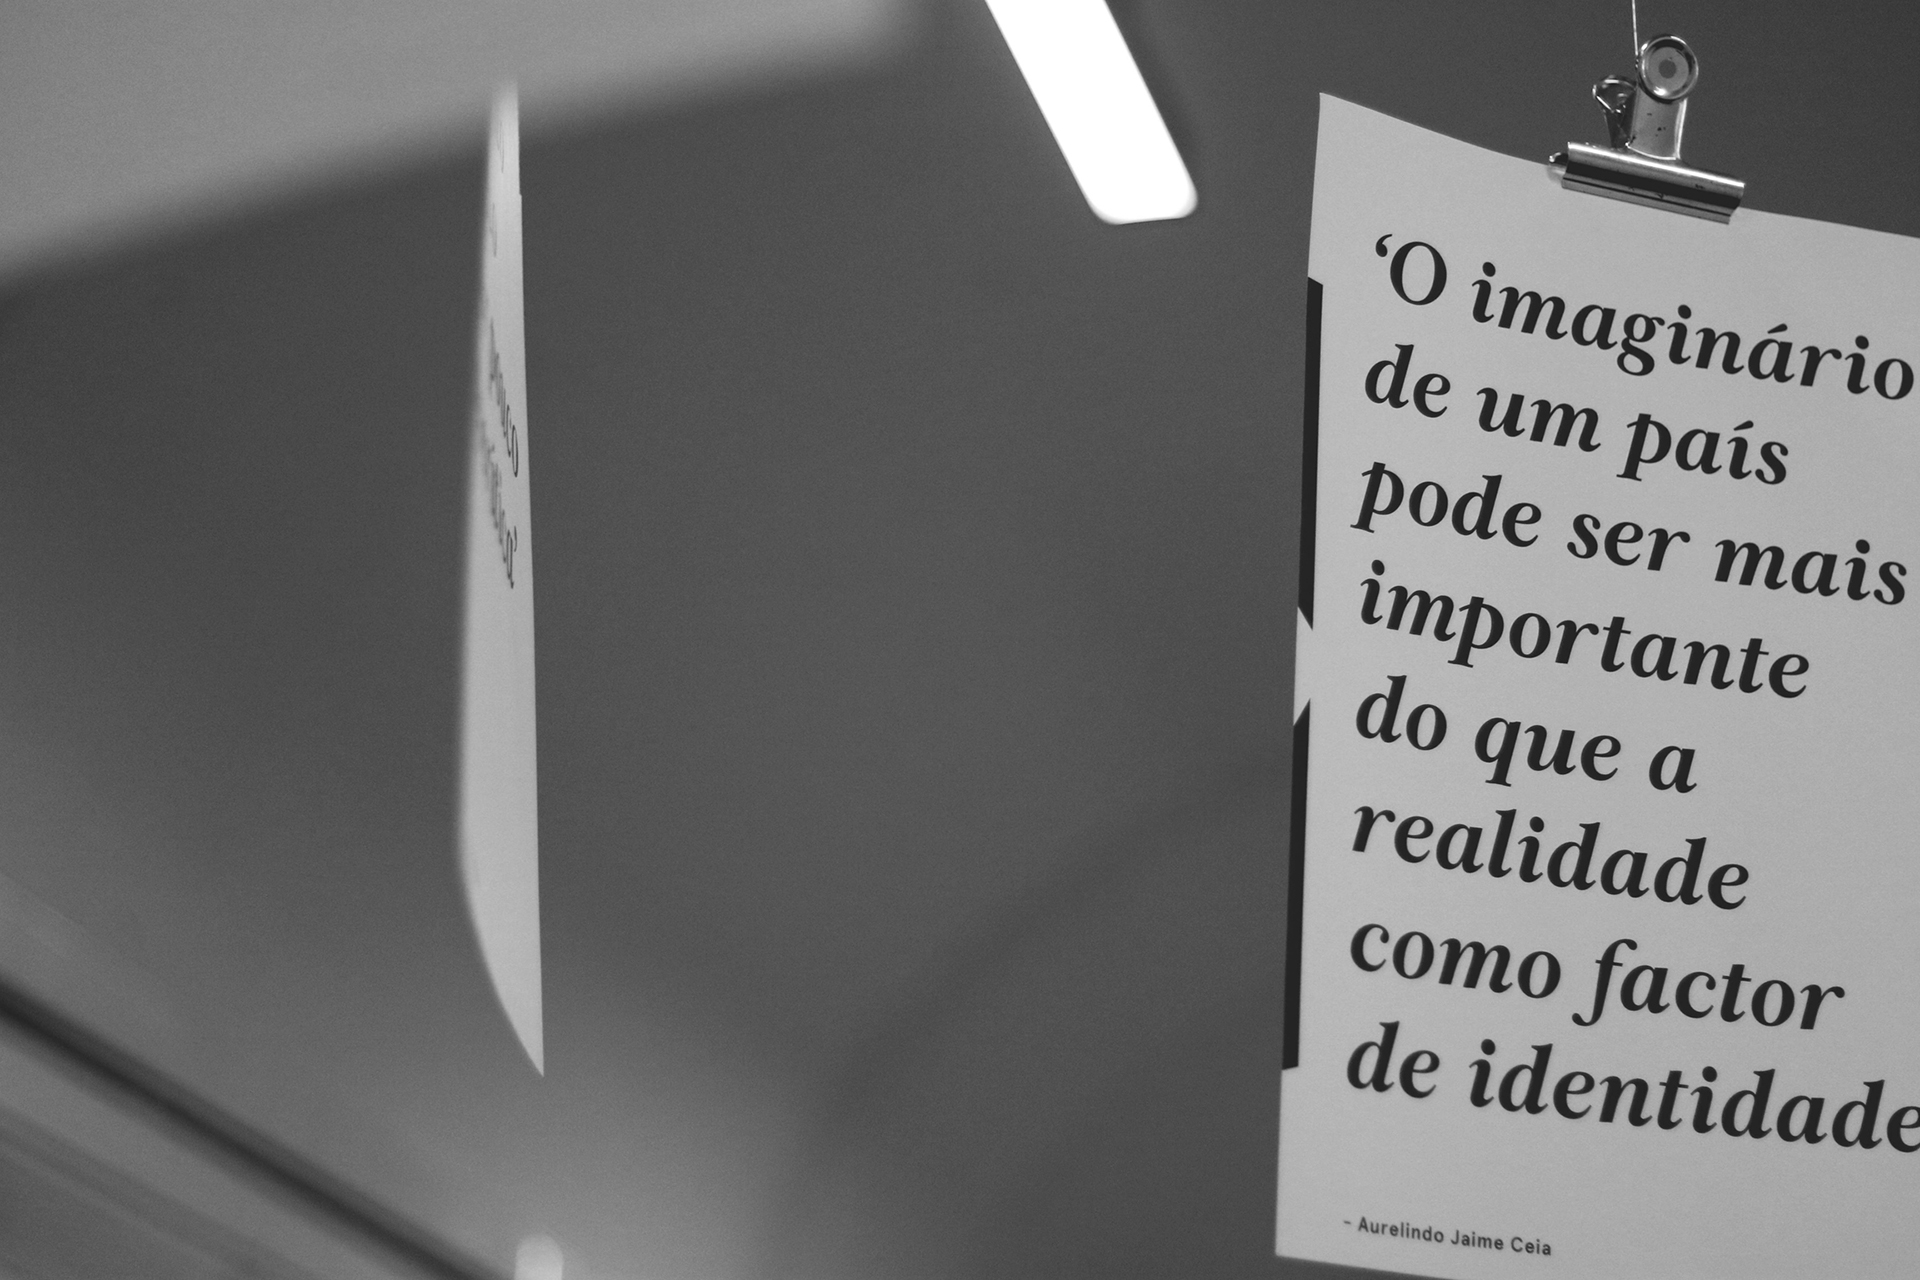 ‘O imaginário
de um país
pode ser mais
importante
do que a
realidade
como factor
de identidade
- Aurelindo Jaime Ceia